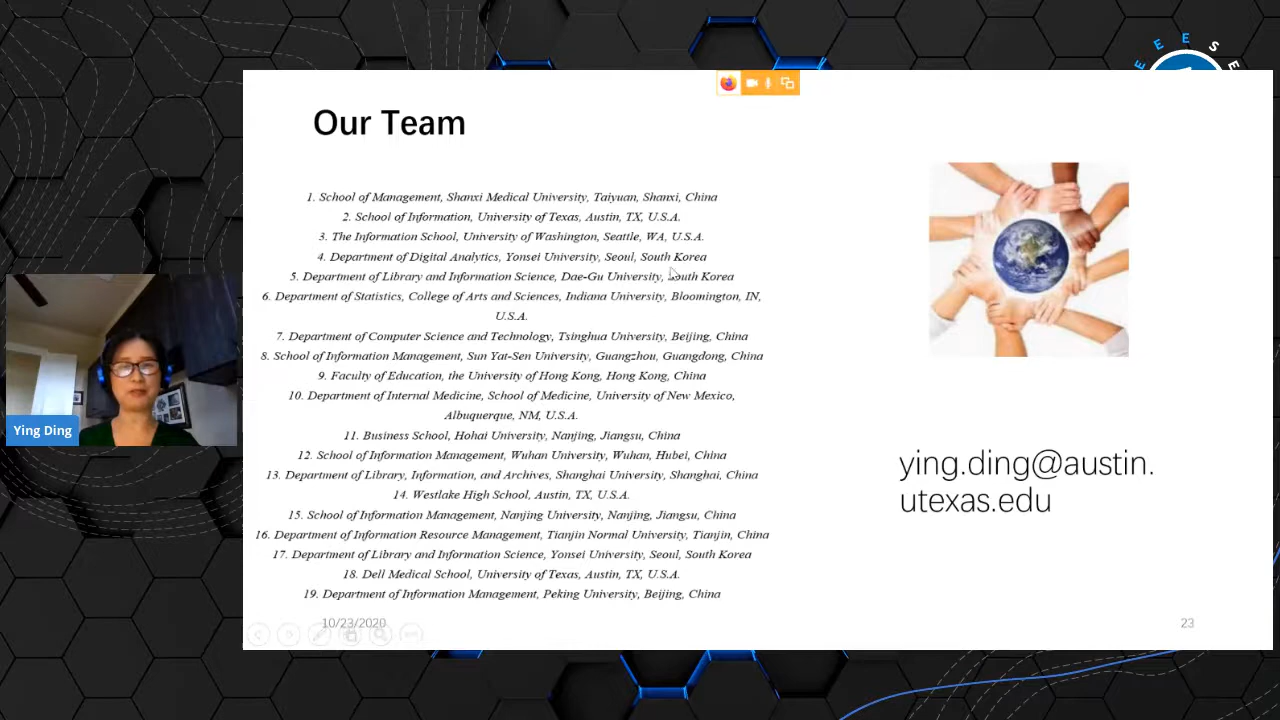 E E E S E
Our Team
1. School of Management, Shanxi Medical University, Taiyuan, Shanxi, China
2. School of Information, University of Texas, Austin, TX, U.S.A.
3. The Information School, University of Washington, Seattle, WA, U.S.A.
4. Department of Digital Analytics, Yonsei University, Seoul, South Korea
5. Department of Library and Information Science, Dae-Gu University, South Korea
6. Department of Statistics, College of Arts and Sciences, Indiana University, Bloomington, IN,
U.S.A.
7. Department of Computer Science and Technology, Tsinghua University, Beijing, China
8. School of Information Management, Sun Yat-Sen University, Guangzhou, Guangdong, China
9. Faculty of Education, the University of Hong Kong, Hong Kong, China
10. Department of Internal Medicine, School of Medicine, University of New Mexico,
Albuquerque, NM, U.S.A.
11. Business School, Hohai University, Nanjing, Jiangsu, China
12. School of Information Management, Wuhan University, Wuhan, Hubei, China
13. Department of Library, Information, and Archives, Shanghai University, Shanghai, China
14. Westlake High School, Austin, TX, U.S.A.
15. School of Information Management, Nanjing University, Nanjing, Jiangsu, China
16. Department of Information Resource Management, Tianjin Normal University, Tianjin, China
17. Department of Library and Information Science, Yonsei University, Seoul, South Korea
18. Dell Medical School, University of Texas, Austin, TX, U.S.A.
19. Department of Information Management, Peking University, Beijing, China
ying.ding@austin.
utexas.edu
Ying Ding
10/23/2020
23